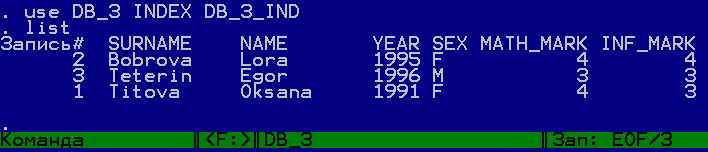 . use DB_3 INDEX DB_3_IND
. list
Запись# SURNAME NAME YEAR SEX MATH_MARK INF_MARK
2 Bobrova Lora 1995 F 4 4
3 Teterin Egor 1996 M 3 3
1 Titova Oksana 1991 F 4 3
.
Команда ║<F:>║DB_3 ║Зап: EOF/3